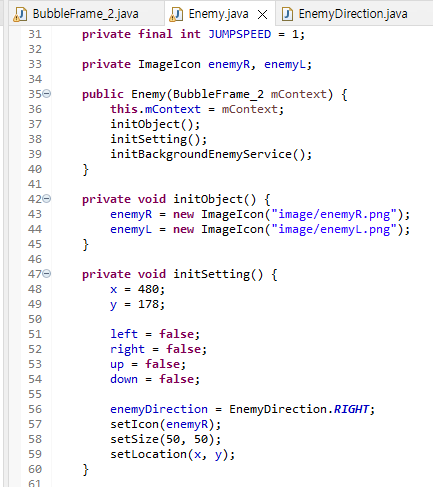 BubbleFrame_2.java Enemy.java EnemyDirection.java
31 private final int JUMPSPEED = 1;
32
33 private ImageIcon enemyR, enemyL;
34
35 public Enemy(BubbleFrame_2 mContext) {
36 this.mContext = mContext;
37 initObject();
38 initSetting();
39 initBackgroundEnemyService();
40 }
41
42 private void initObject() {
43 enemyR = new ImageIcon("image/enemyR.png");
44 enemyL = new ImageIcon("image/enemyL.png");
45 }
46
47 private void initSetting() {
48 x = 480;
49 y = 178;
50
51 left = false;
52 right = false;
53 up = false;
54 down = false;
55
56 enemyDirection = EnemyDirection.RIGHT;
57 setIcon(enemyR);
58 setSize(50, 50);
59 setLocation(x, y);
60 }
61